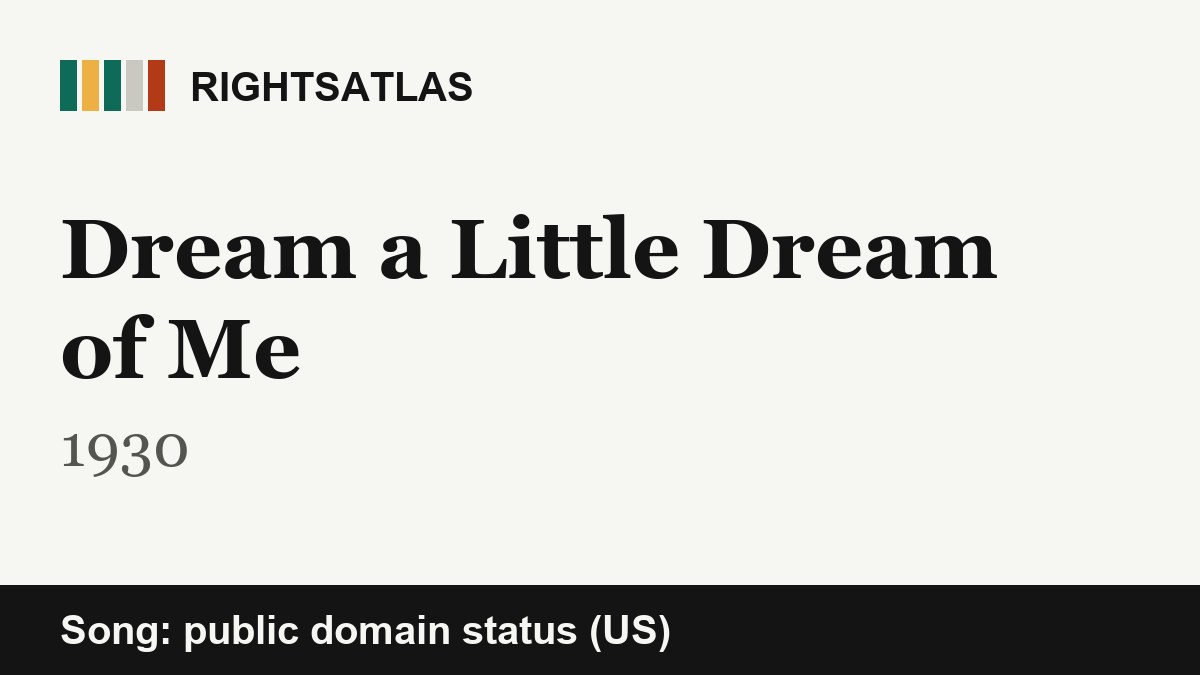 RIGHTSATLAS
Dream a Little Dream
of Me
1930
Song: public domain status (US)